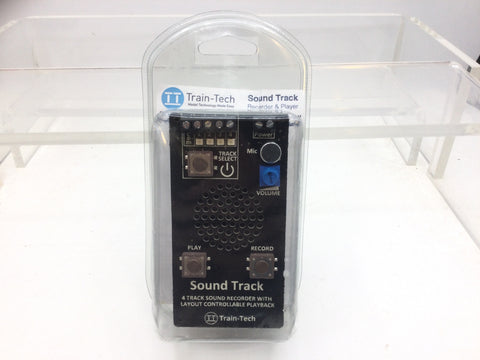 Train-Tech
Model Technology Made Easy
Sound Track
Recorder & Player
Power
Mic
TRACK
SELECT
VOLUME
PLAY
RECORD
Sound Track
4 TRACK SOUND RECORDER WITH
LAYOUT CONTROLLABLE PLAYBACK
Train-Tech